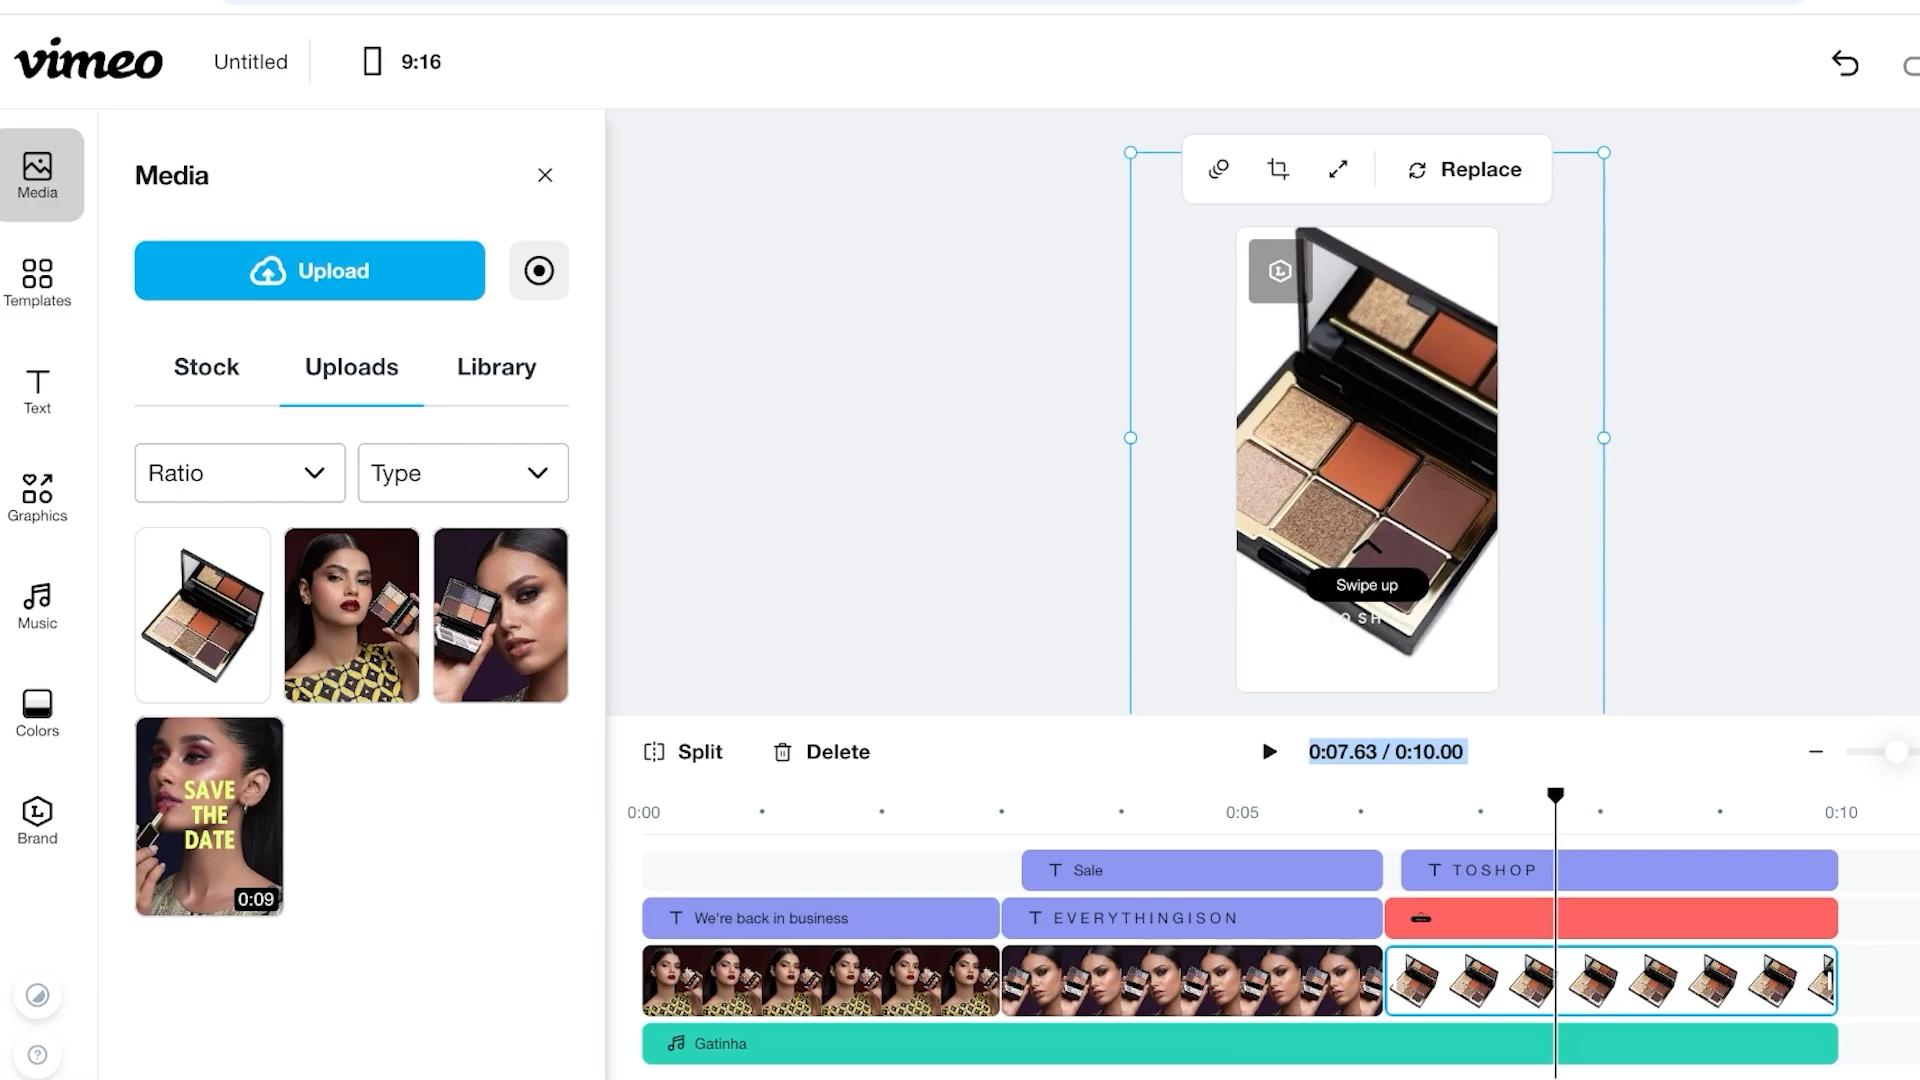 vimeo
Untitled
9:16
Media
Templates
Text
Graphics
Music
Colors
Brand
Media
Upload
Stock
Uploads
Library
Ratio
Type
SAVE
THE
DATE
0:09
Replace
Swipe up
O S H
Split
Delete
0:07.63 / 0:10.00
0:00
0:05
0:10
Sale
T O S H O P
We're back in business
E V E R Y T H I N G I S O N
Gatinha